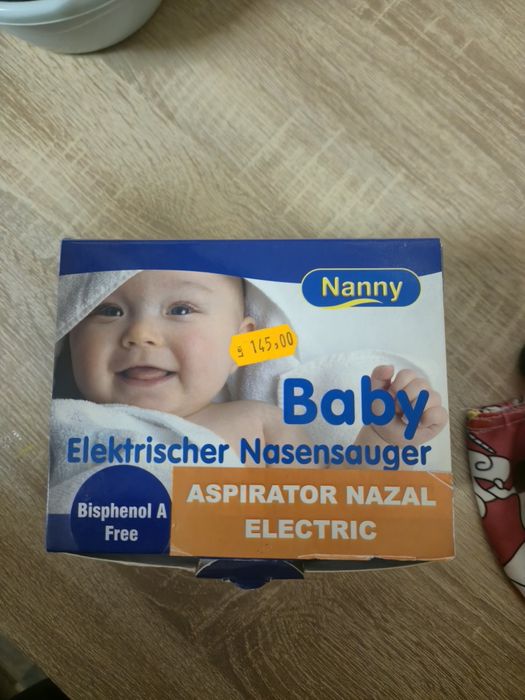 Nanny
145,00
Baby
Elektrischer Nasensauger
Bisphenol A
Free
ASPIRATOR NAZAL
ELECTRIC